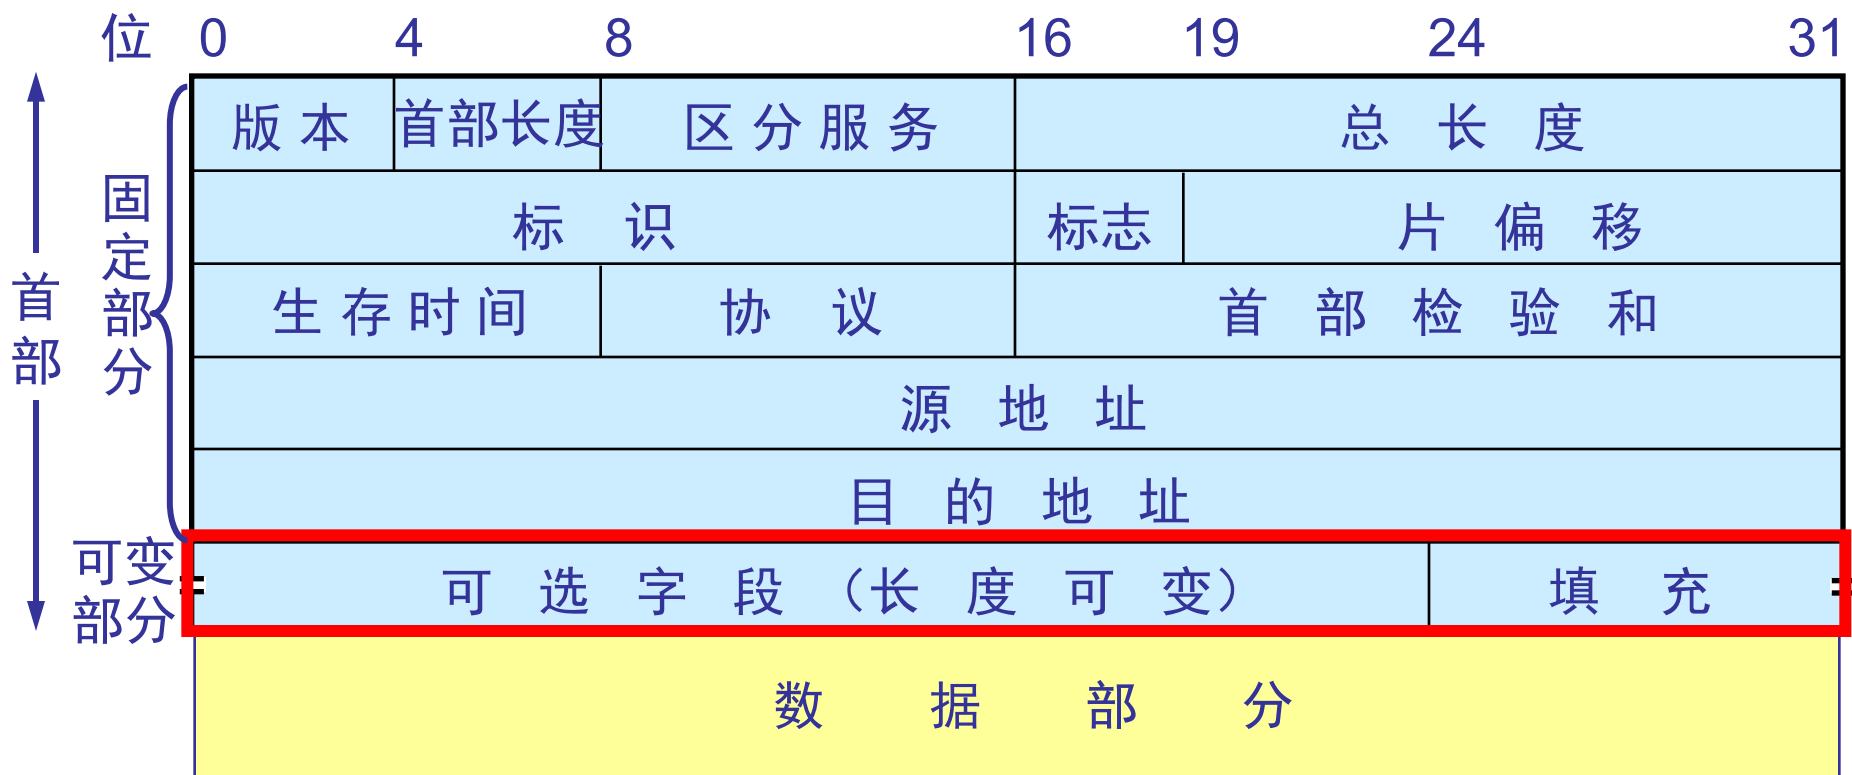 位 0 4 8 16 19 24 31
版本 首部长度 区分服务 总长度
标识 标志 片偏移
生存时间 协议 首部检验和
源地址
目的地址
可选字段（长度可变） 填充
数据部分
首部
固定部分
可变
部分